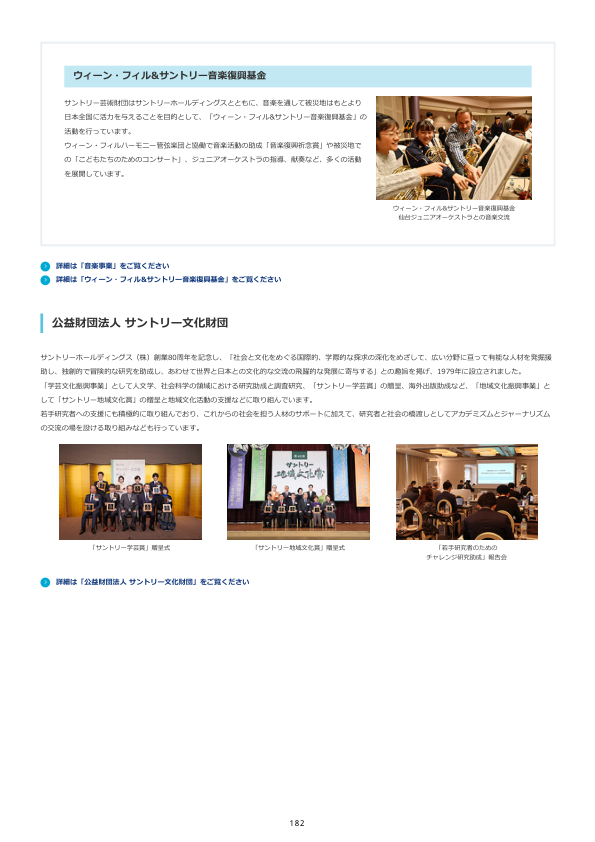 ウィーン・フィル&サントリー音楽復興基金
サントリー芸術財団はサントリーホールディングスとともに、音楽を通して被災地はもとより
日本全国に活力を与えることを目的として、「ウィーン・フィル&サントリー音楽復興基金」の
活動を行っています。
ウィーン・フィルハーモニー管弦楽団と協働で音楽活動の助成「音楽復興祈念賞」や被災地で
の「こどもたちのためのコンサート」、ジュニアオーケストラの指導、献奏など、多くの活動
を展開しています。
ウィーン・フィル&サントリー音楽復興基金
仙台ジュニアオーケストラとの音楽交流
詳細は「音楽事業」をご覧ください
詳細は「ウィーン・フィル&サントリー音楽復興基金」をご覧ください
公益財団法人 サントリー文化財団
サントリーホールディングス（株）創業80周年を記念し、「社会と文化をめぐる国際的、学際的な探求の深化をめざして、広い分野に亘って有能な人材を発掘援
助し、独創的で冒険的な研究を助成し、あわせて世界と日本との文化的な交流の飛躍的な発展に寄与する」との趣旨を掲げ、1979年に設立されました。
「学芸文化振興事業」として人文学、社会科学の領域における研究助成と調査研究、「サントリー学芸賞」の贈呈、海外出版助成など、「地域文化振興事業」と
して「サントリー地域文化賞」の贈呈と地域文化活動の支援などに取り組んでいます。
若手研究者への支援にも積極的に取り組んでおり、これからの社会を担う人材のサポートに加えて、研究者と社会の橋渡しとしてアカデミズムとジャーナリズム
の交流の場を設ける取り組みなども行っています。
サントリー
地域文化賞
「サントリー学芸賞」贈呈式
「サントリー地域文化賞」贈呈式
「若手研究者のための
チャレンジ研究助成」報告会
詳細は「公益財団法人 サントリー文化財団」をご覧ください
182